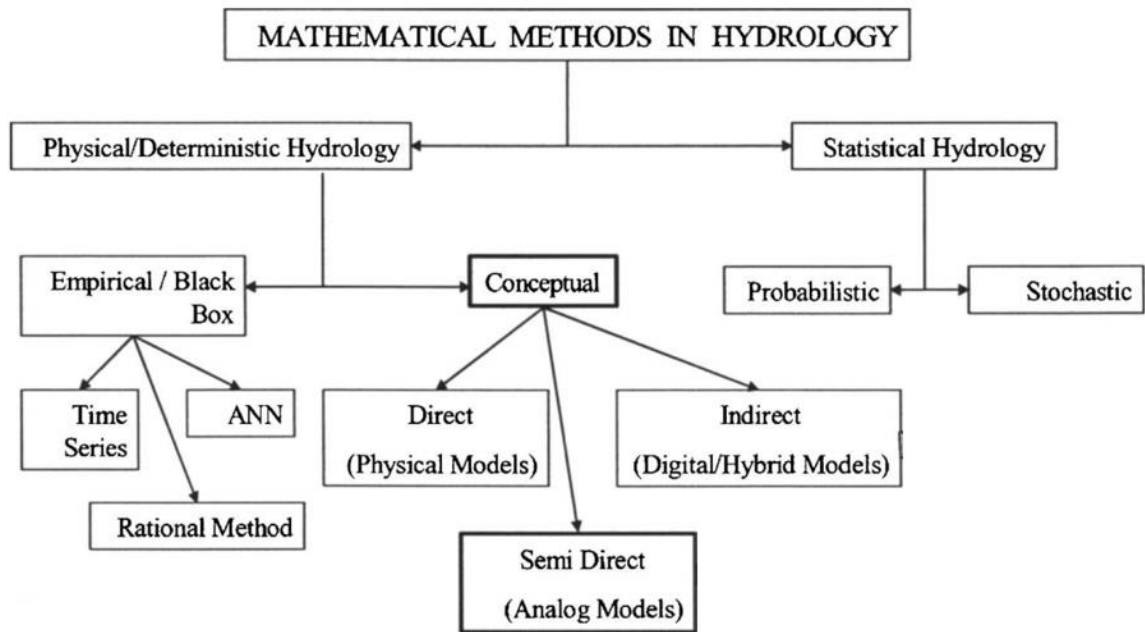 MATHEMATICAL METHODS IN HYDROLOGY
Physical/Deterministic Hydrology
Statistical Hydrology
Empirical / Black
Box
Conceptual
Probabilistic
Stochastic
Time
Series
ANN
Direct
(Physical Models)
Indirect
(Digital/Hybrid Models)
Rational Method
Semi Direct
(Analog Models)